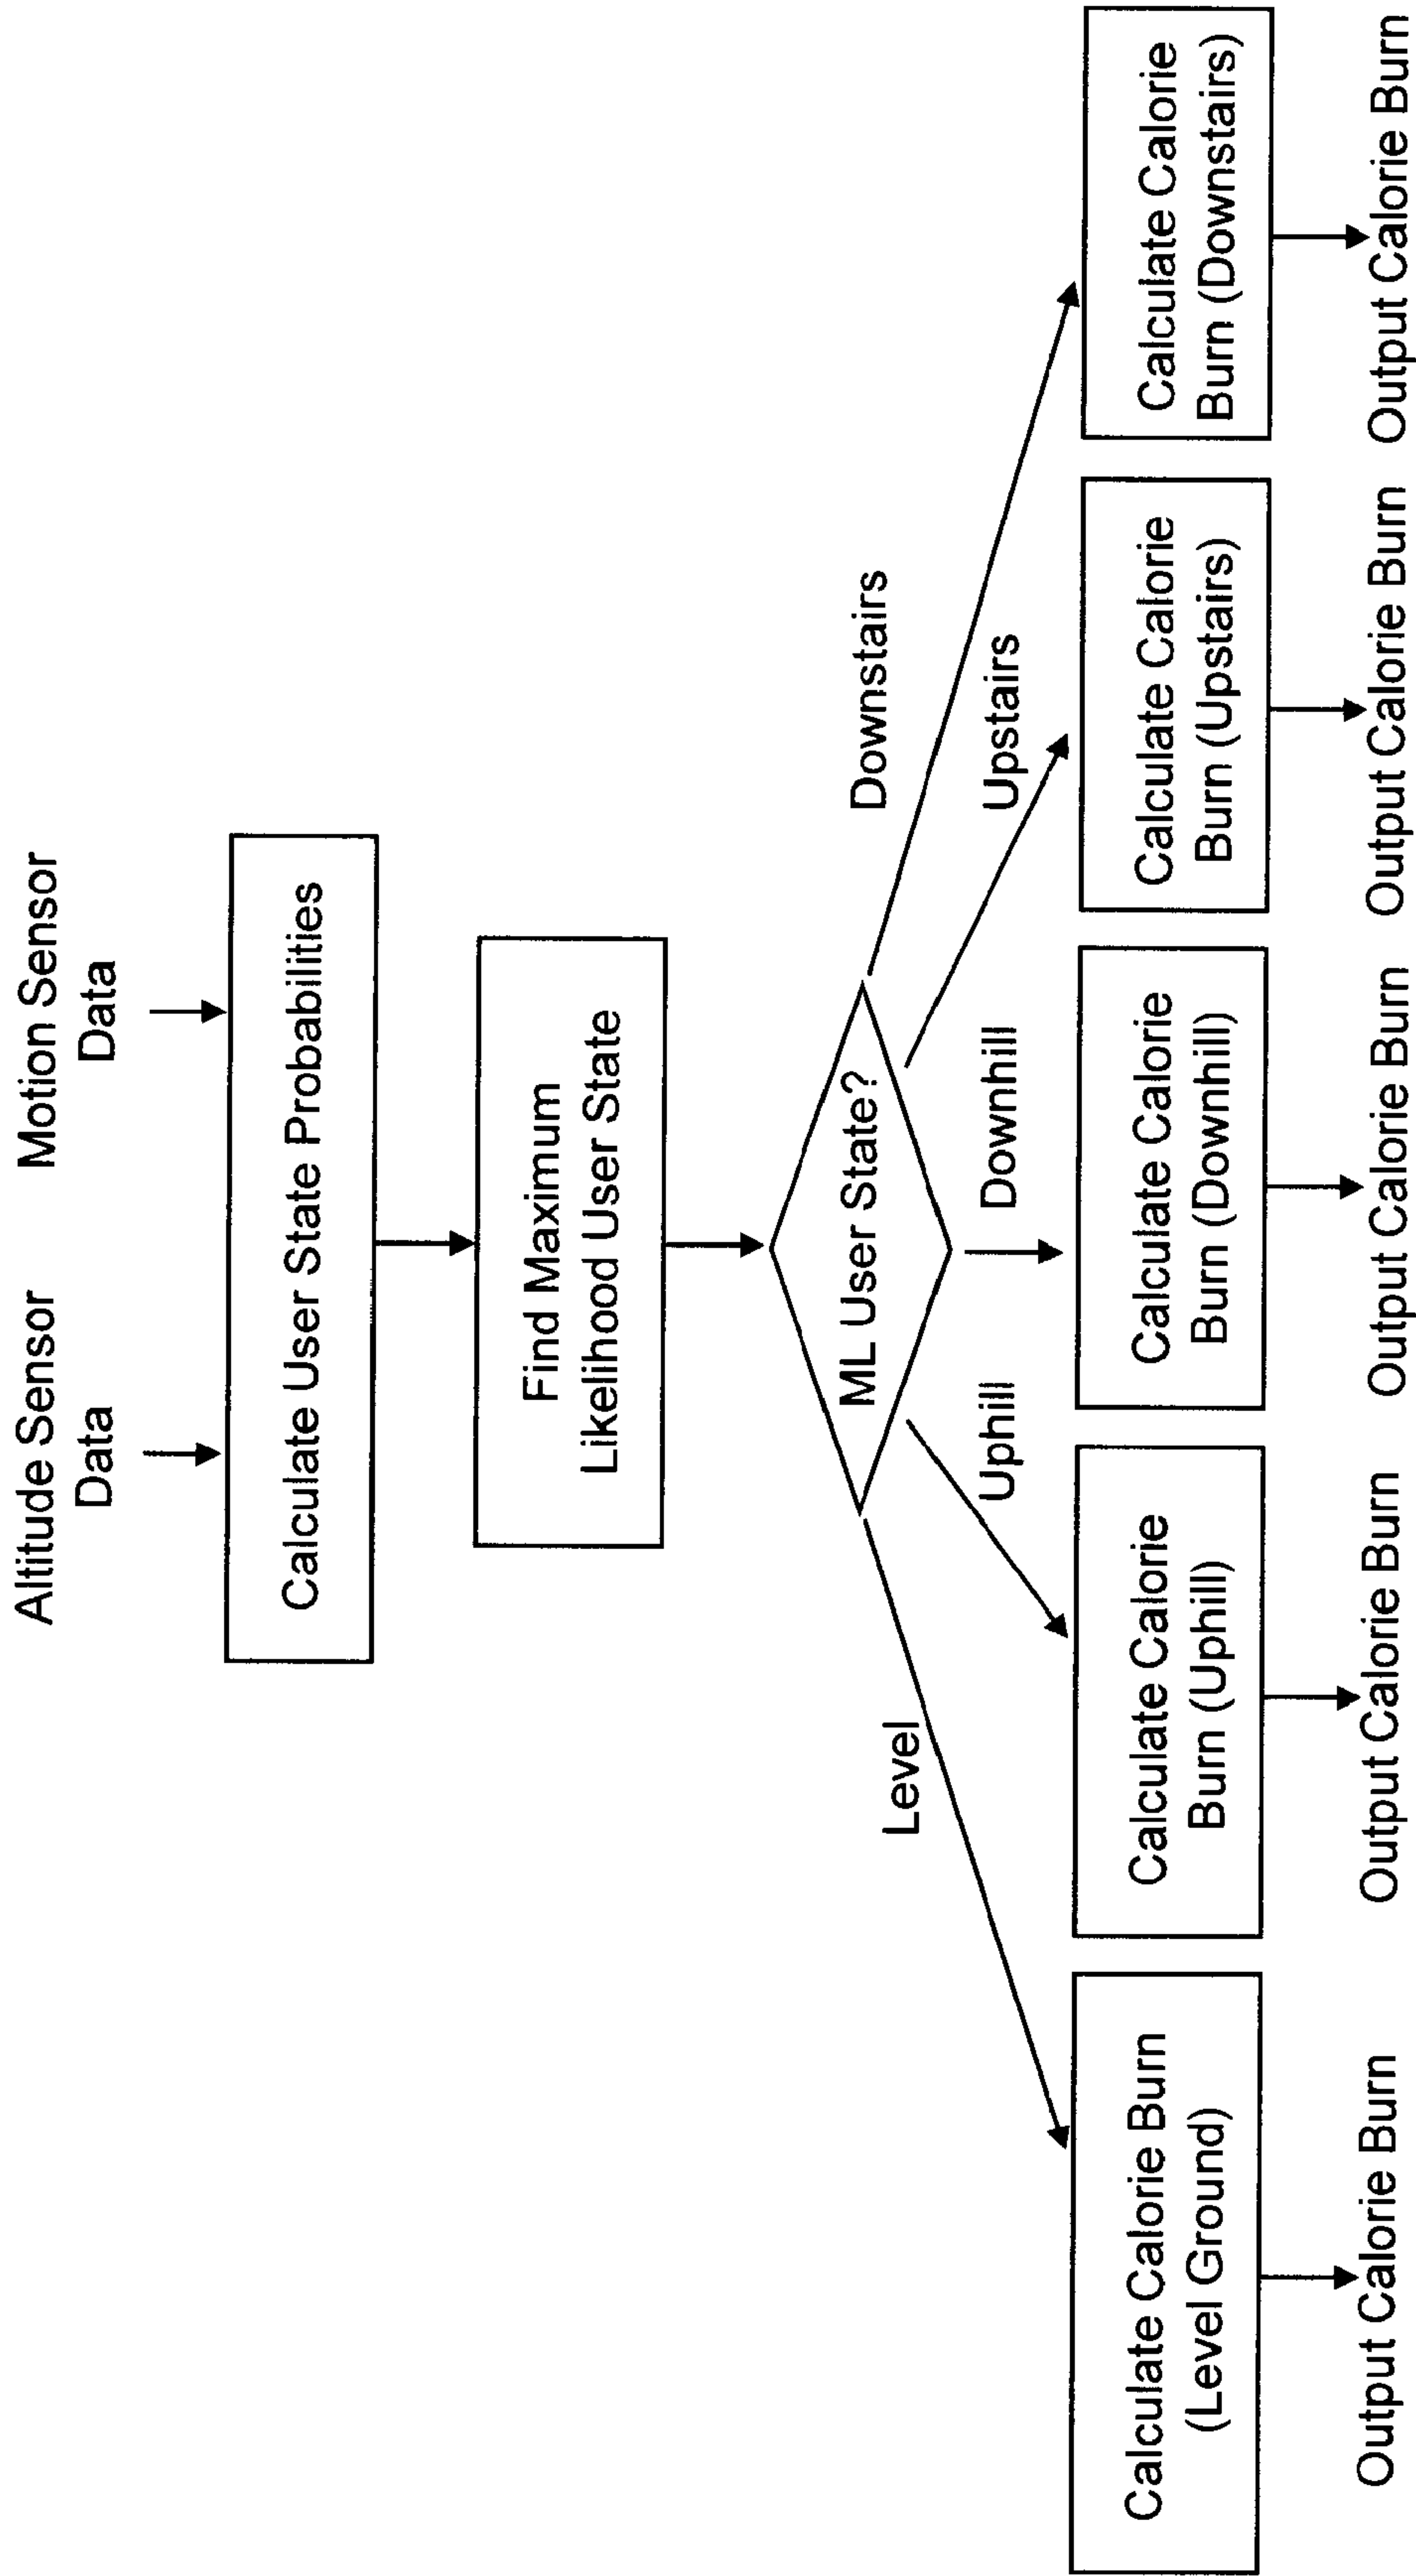 Altitude Sensor
Data
Motion Sensor
Data
Calculate User State Probabilities
Find Maximum
Likelihood User State
ML User State?
Level
Uphill
Downhill
Upstairs
Downstairs
Calculate Calorie Burn
(Level Ground)
Calculate Calorie
Burn (Uphill)
Calculate Calorie
Burn (Downhill)
Calculate Calorie
Burn (Upstairs)
Calculate Calorie
Burn (Downstairs)
Output Calorie Burn
Output Calorie Burn
Output Calorie Burn
Output Calorie Burn
Output Calorie Burn